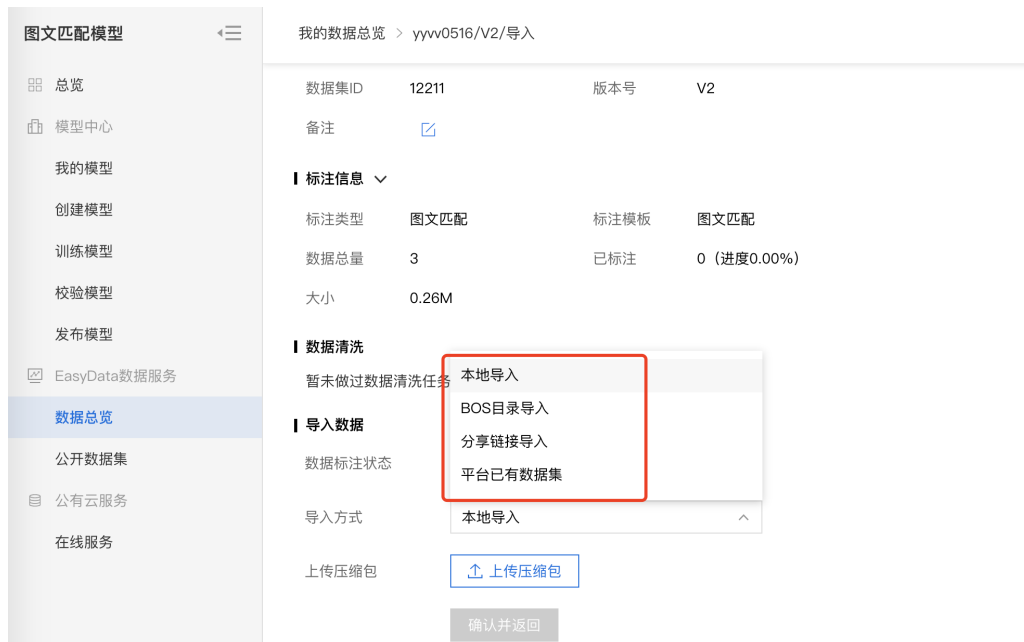 图文匹配模型
总览
模型中心
我的模型
创建模型
训练模型
校验模型
发布模型
EasyData数据服务
数据总览
公开数据集
公有云服务
在线服务
我的数据总览 > yyvv0516/V2/导入
数据集ID 12211 版本号 V2
备注
标注信息
标注类型 图文匹配 标注模板 图文匹配
数据总量 3 已标注 0（进度0.00%）
大小 0.26M
数据清洗
暂未做过数据清洗任务
导入数据
数据标注状态
本地导入
BOS目录导入
分享链接导入
平台已有数据集
导入方式 本地导入
上传压缩包 上传压缩包
确认并返回